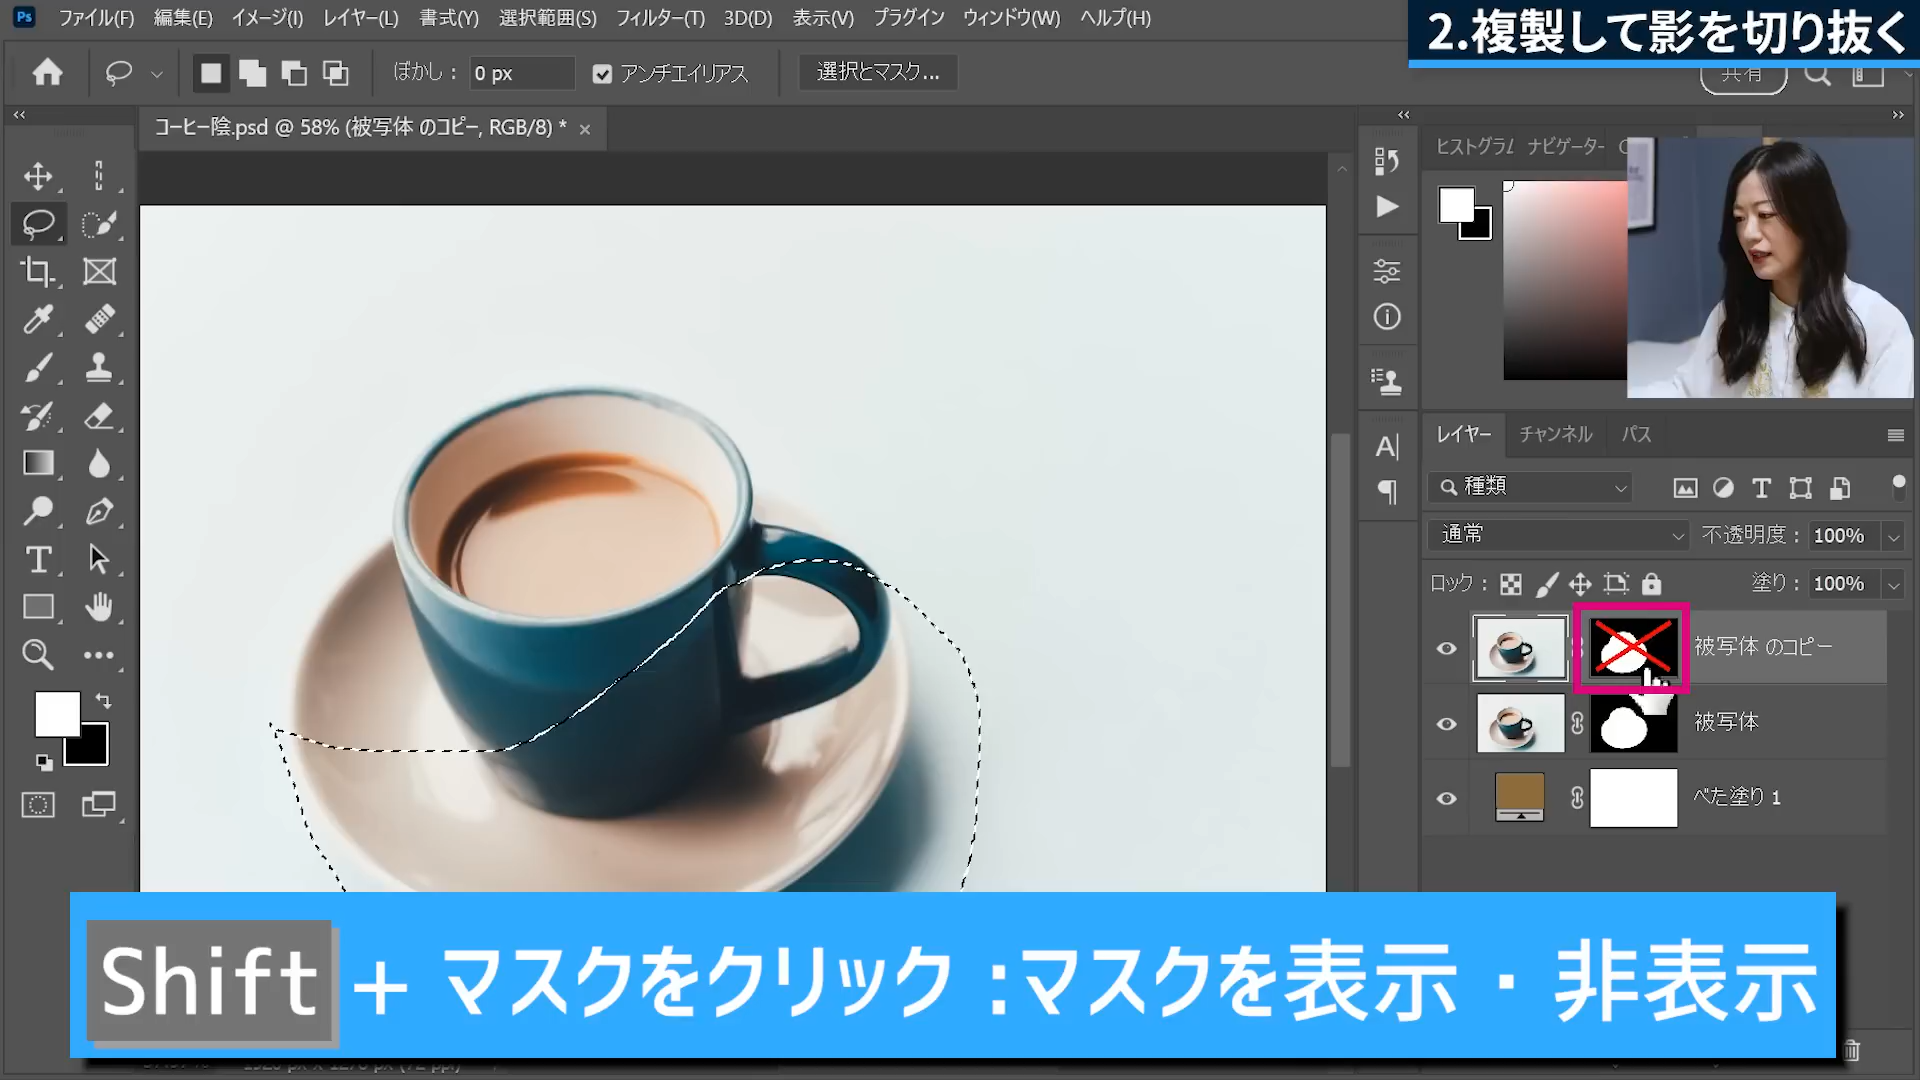 Ps ファイル(F) 編集(E) イメージ(I) レイヤー(L) 書式(Y) 選択範囲(S) フィルター(T) 3D(D) 表示(V) プラグイン ウィンドウ(W) ヘルプ(H)
2.複製して影を切り抜く
ぼかし : 0 px アンチエイリアス 選択とマスク...
共有
コーヒー陰.psd @ 58% (被写体 のコピー, RGB/8) * ×
ヒストグラム ナビゲーター
レイヤー チャンネル パス
種類
通常 不透明度 : 100%
ロック : 塗り : 100%
被写体 のコピー
被写体
べた塗り 1
Shift + マスクをクリック :マスクを表示・非表示